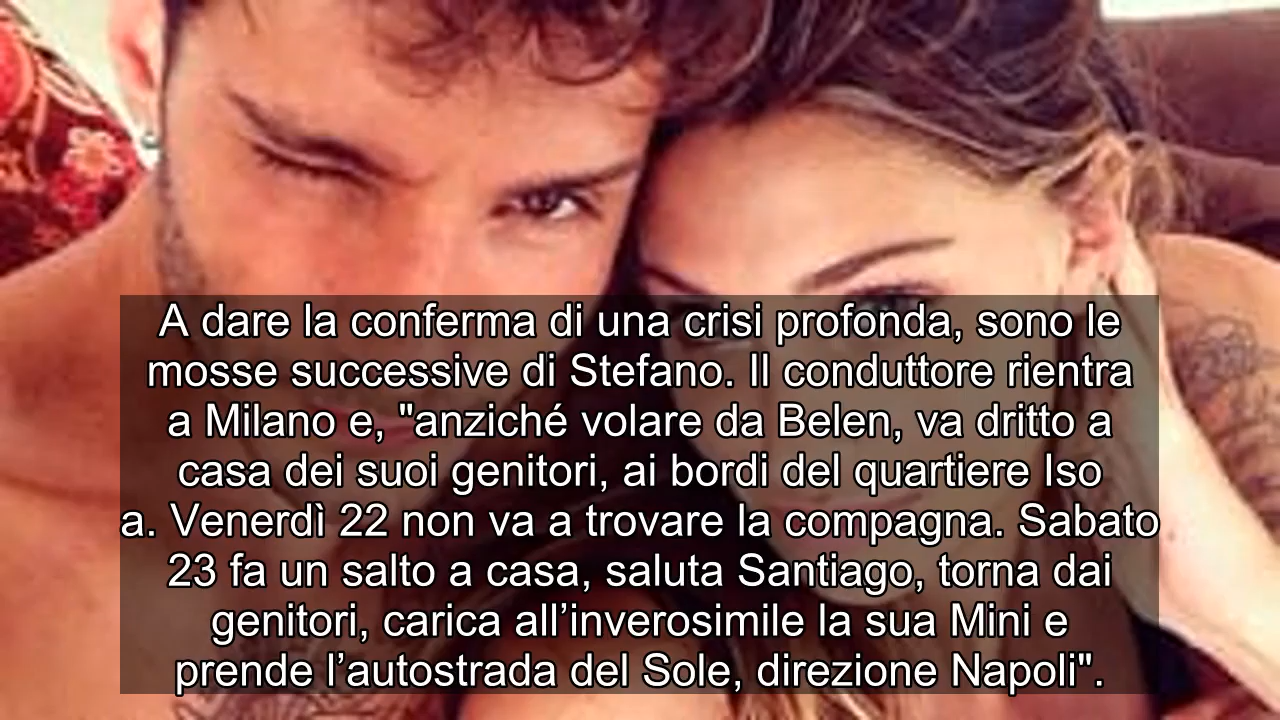 A dare la conferma di una crisi profonda, sono le
mosse successive di Stefano. Il conduttore rientra
a Milano e, "anziché volare da Belen, va dritto a
casa dei suoi genitori, ai bordi del quartiere Iso
a. Venerdì 22 non va a trovare la compagna. Sabato
23 fa un salto a casa, saluta Santiago, torna dai
genitori, carica all’inverosimile la sua Mini e
prende l’autostrada del Sole, direzione Napoli".